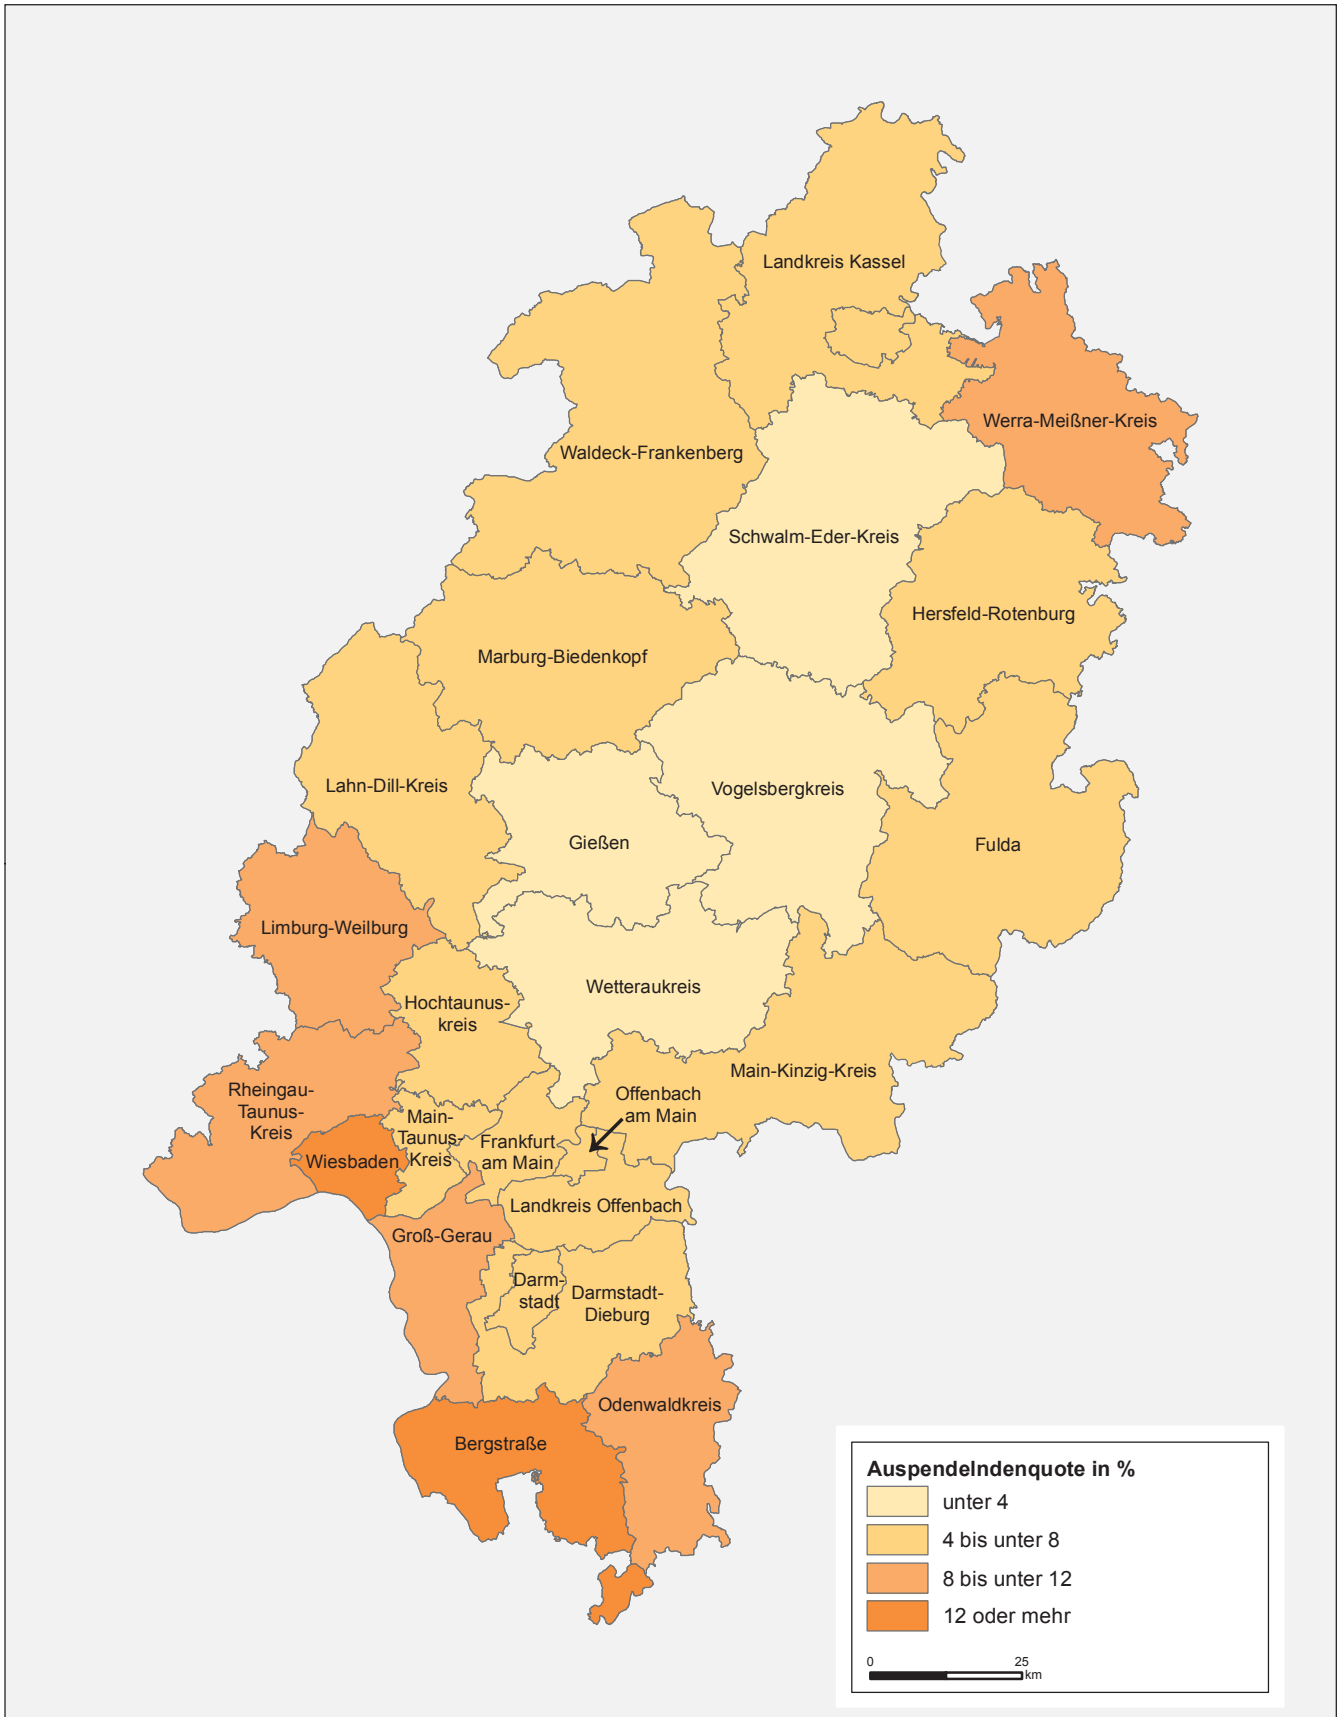 Landkreis Kassel
Werra-Meißner-Kreis
Waldeck-Frankenberg
Schwalm-Eder-Kreis
Hersfeld-Rotenburg
Marburg-Biedenkopf
Lahn-Dill-Kreis
Vogelsbergkreis
Gießen
Fulda
Limburg-Weilburg
Wetteraukreis
Hochtaunus-
kreis
Main-Kinzig-Kreis
Rheingau-
Taunus-
Kreis
Offenbach
am Main
Main-
Taunus-
Kreis
Frankfurt
am Main
Wiesbaden
Landkreis Offenbach
Groß-Gerau
Darm-
stadt
Darmstadt-
Dieburg
Odenwaldkreis
Bergstraße
Auspendelndenquote in %
unter 4
4 bis unter 8
8 bis unter 12
12 oder mehr
0 25
km